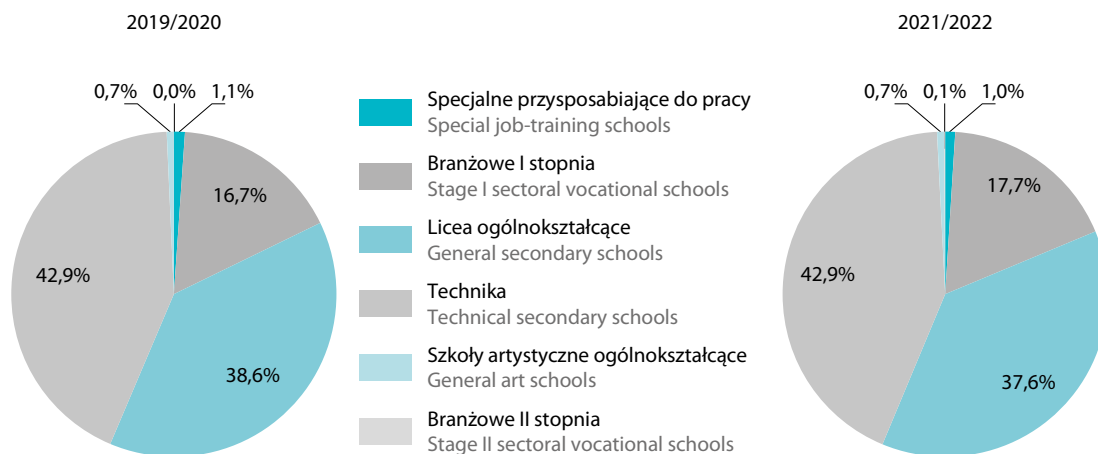 2019/2020
0,7% 0,0% 1,1%
16,7%
42,9%
38,6%
Specjalne przysposabiające do pracy
Special job-training schools
Branżowe I stopnia
Stage I sectoral vocational schools
Licea ogólnokształcące
General secondary schools
Technika
Technical secondary schools
Szkoły artystyczne ogólnokształcące
General art schools
Branżowe II stopnia
Stage II sectoral vocational schools
2021/2022
0,7% 0,1% 1,0%
17,7%
42,9%
37,6%